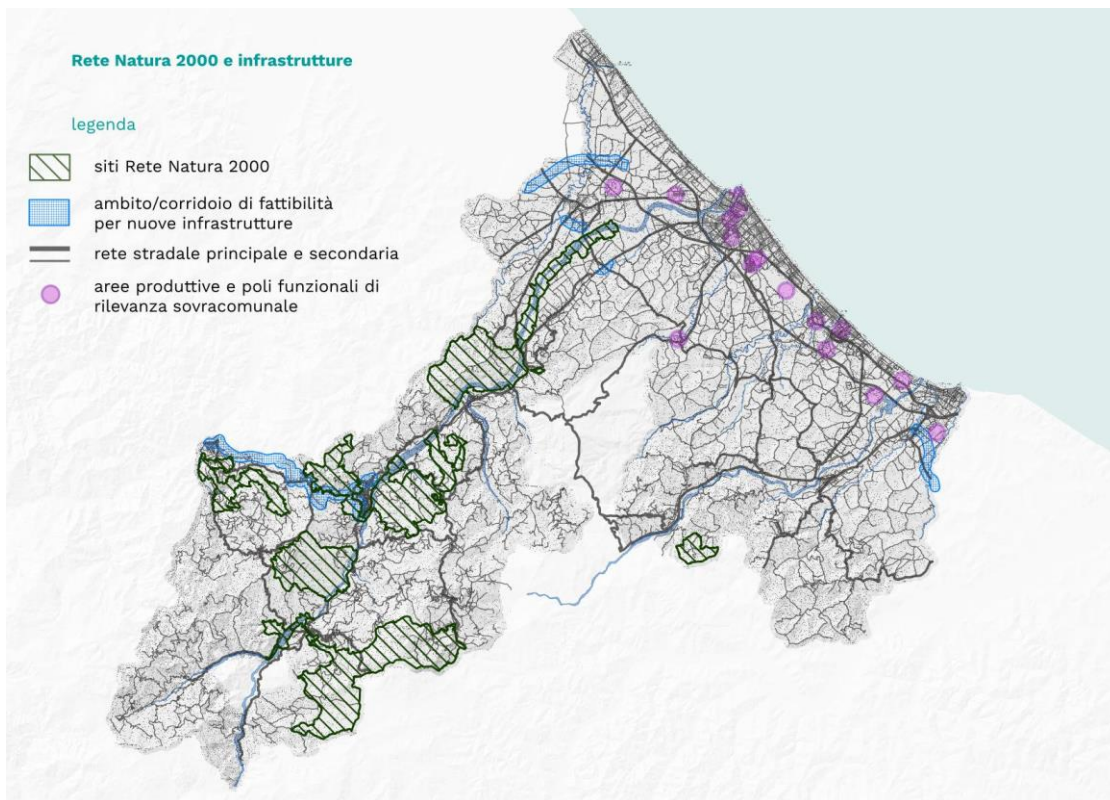 Rete Natura 2000 e infrastrutture
legenda
siti Rete Natura 2000
ambito/corridoio di fattibilità
per nuove infrastrutture
rete stradale principale e secondaria
aree produttive e poli funzionali di
rilevanza sovracomunale